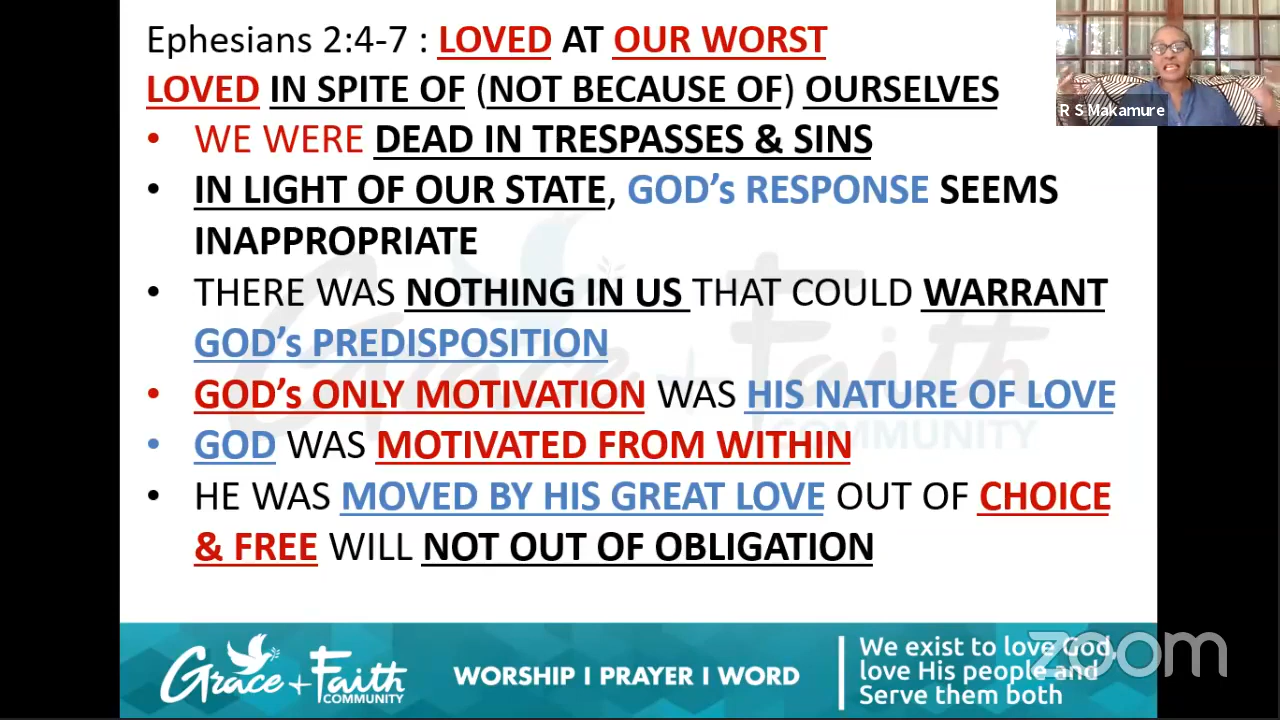 Ephesians 2:4-7 : LOVED AT OUR WORST
LOVED IN SPITE OF (NOT BECAUSE OF) OURSELVES
• WE WERE DEAD IN TRESPASSES & SINS
• IN LIGHT OF OUR STATE, GOD's RESPONSE SEEMS
INAPPROPRIATE
• THERE WAS NOTHING IN US THAT COULD WARRANT
GOD's PREDISPOSITION
• GOD's ONLY MOTIVATION WAS HIS NATURE OF LOVE
• GOD WAS MOTIVATED FROM WITHIN
• HE WAS MOVED BY HIS GREAT LOVE OUT OF CHOICE
& FREE WILL NOT OUT OF OBLIGATION
R S Makamure
Grace + Faith
COMMUNITY
Grace + Faith
COMMUNITY
WORSHIP I PRAYER I WORD
We exist to love God,
love His people and
Serve them both
zoom